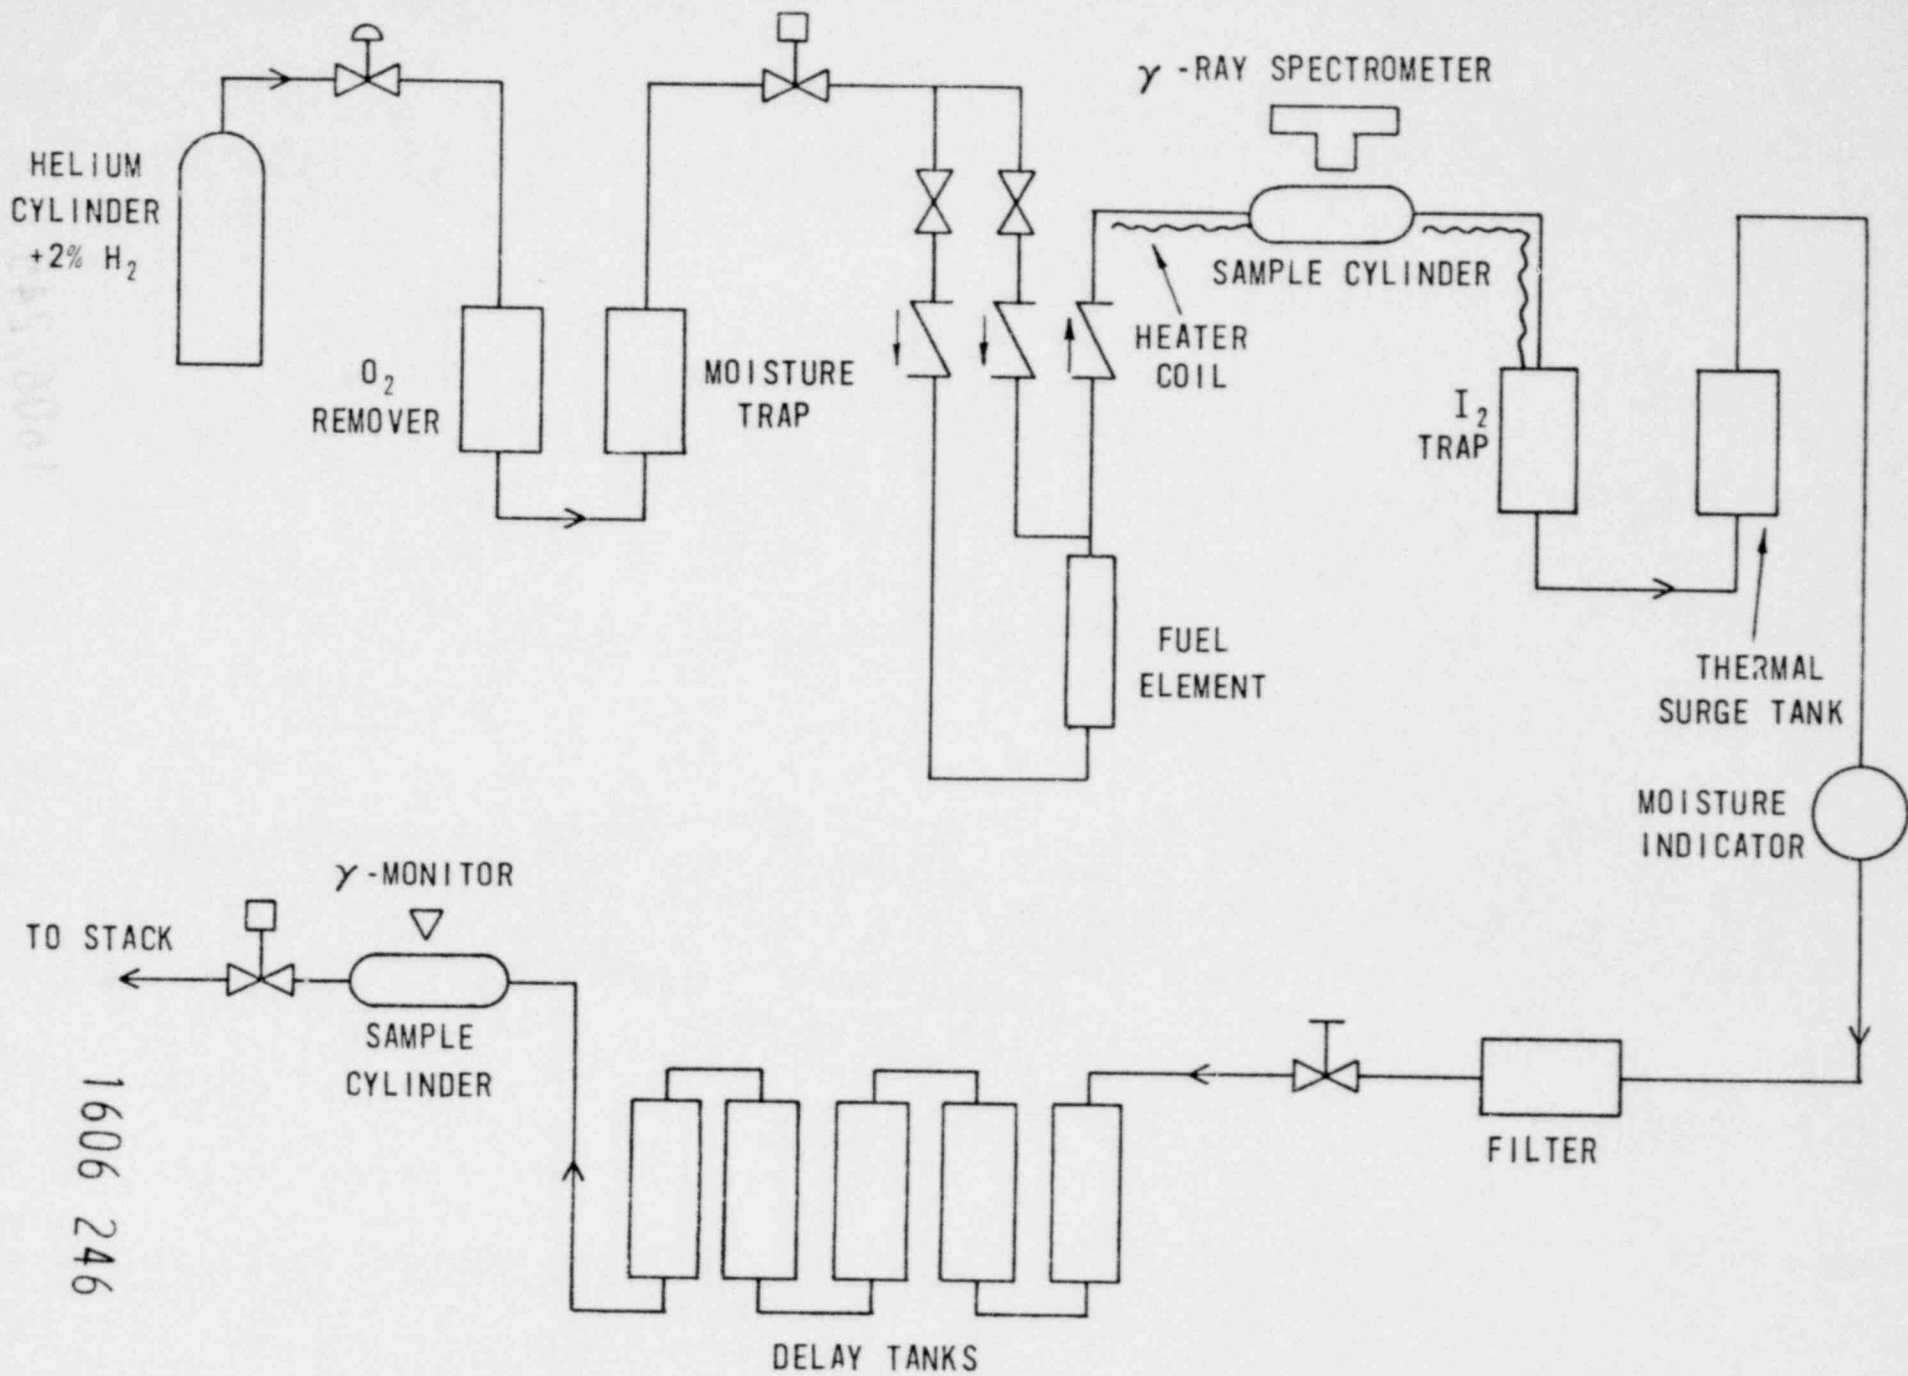 γ-RAY SPECTROMETER
HELIUM
CYLINDER
+2% H₂
O₂
REMOVER
MOISTURE
TRAP
HEATER
COIL
SAMPLE CYLINDER
I₂
TRAP
FUEL
ELEMENT
THERMAL
SURGE TANK
MOISTURE
INDICATOR
γ-MONITOR
TO STACK
SAMPLE
CYLINDER
FILTER
DELAY TANKS
1606 246